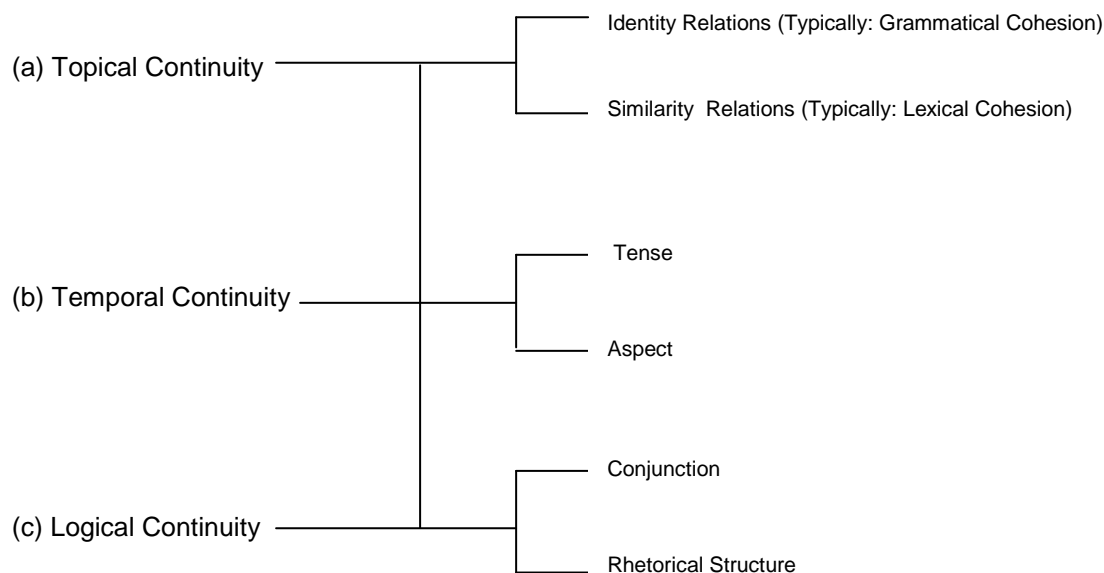 (a) Topical Continuity
Identity Relations (Typically: Grammatical Cohesion)
Similarity Relations (Typically: Lexical Cohesion)
(b) Temporal Continuity
Tense
Aspect
(c) Logical Continuity
Conjunction
Rhetorical Structure